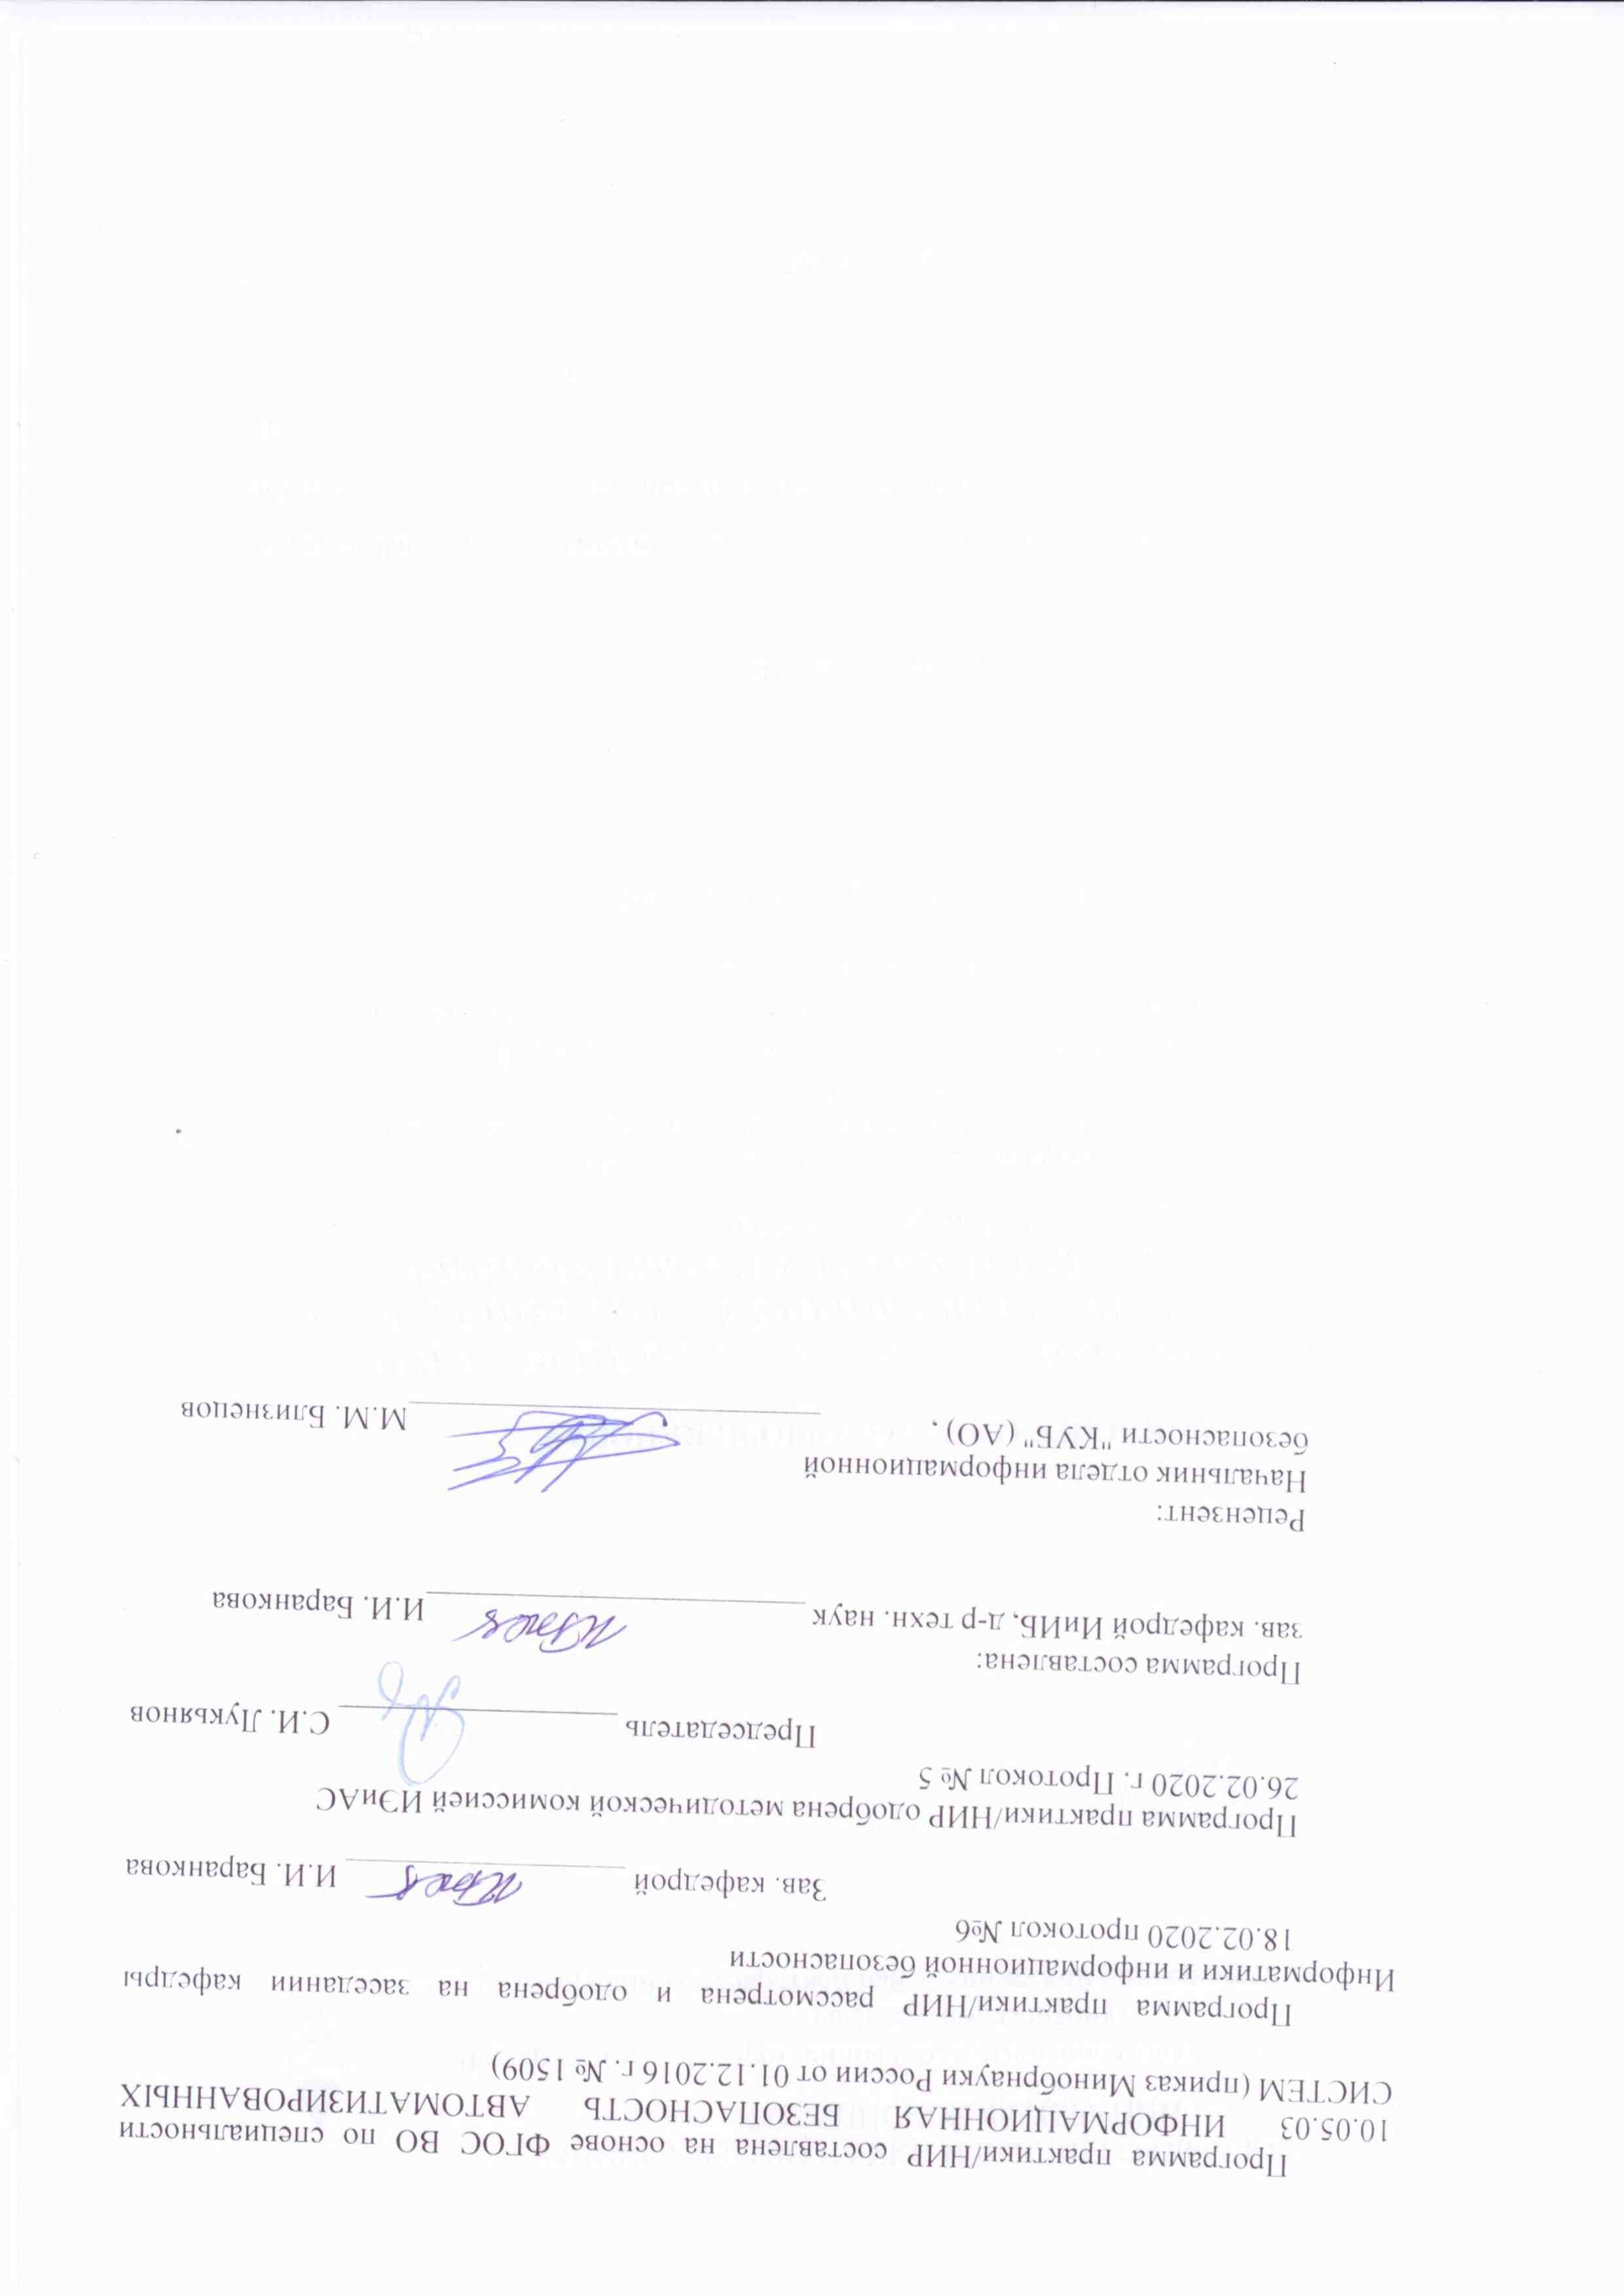 Программа практики/НИР составлена на основе ФГОС ВО по специальности
10.05.03 ИНФОРМАЦИОННАЯ БЕЗОПАСНОСТЬ АВТОМАТИЗИРОВАННЫХ
СИСТЕМ (приказ Минобрнауки России от 01.12.2016 г. № 1509)
Программа практики/НИР рассмотрена и одобрена на заседании кафедры
Информатики и информационной безопасности
18.02.2020 протокол №6
Зав. кафедрой И.И. Баранкова
Программа практики/НИР одобрена методической комиссией ИЭиАС
26.02.2020 г. Протокол № 5
Председатель С.И. Лукьянов
Программа составлена:
зав. кафедрой ИиИБ, д-р техн. наук И.И. Баранкова
Рецензент:
Начальник отдела информационной
безопасности "КУБ" (АО) , М.М. Близнецов